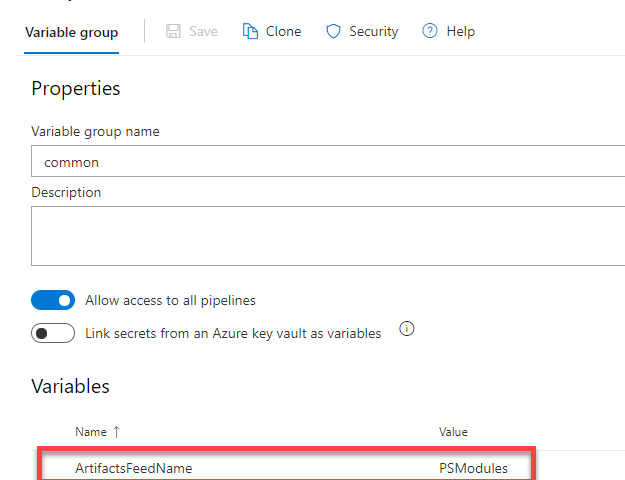 Variable group Save Clone Security Help
Properties
Variable group name
common
Description
Allow access to all pipelines
Link secrets from an Azure key vault as variables
Variables
Name ↑ Value
ArtifactsFeedName PSModules